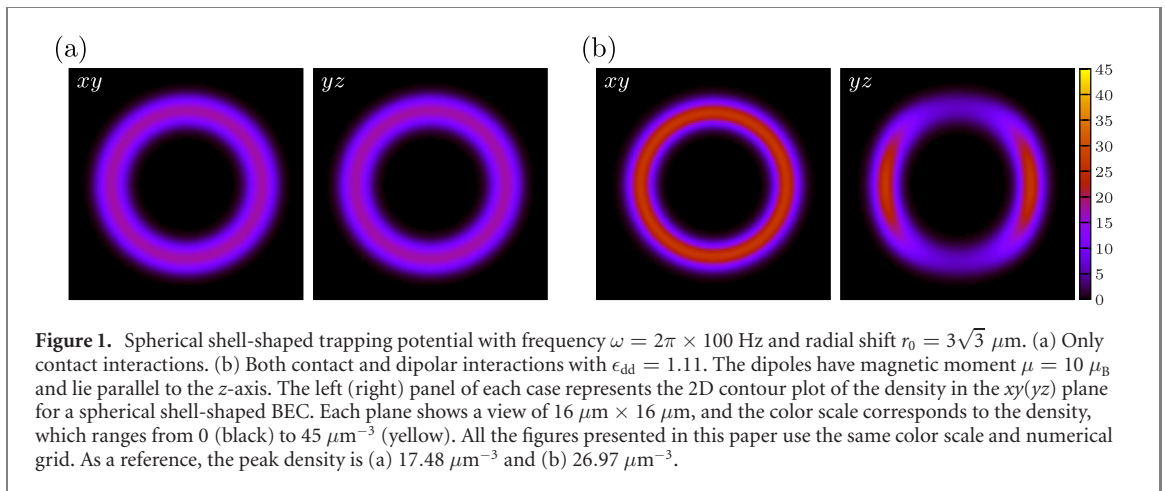 (a)
(b)
xy
yz
xy
yz
45
40
35
30
25
20
15
10
5
0
Figure 1. Spherical shell-shaped trapping potential with frequency ω = 2π × 100 Hz and radial shift r₀ = 3√3 μm. (a) Only
contact interactions. (b) Both contact and dipolar interactions with ϵdd = 1.11. The dipoles have magnetic moment μ = 10 μB
and lie parallel to the z-axis. The left (right) panel of each case represents the 2D contour plot of the density in the xy(yz) plane
for a spherical shell-shaped BEC. Each plane shows a view of 16 μm × 16 μm, and the color scale corresponds to the density,
which ranges from 0 (black) to 45 μm⁻³ (yellow). All the figures presented in this paper use the same color scale and numerical
grid. As a reference, the peak density is (a) 17.48 μm⁻³ and (b) 26.97 μm⁻³.